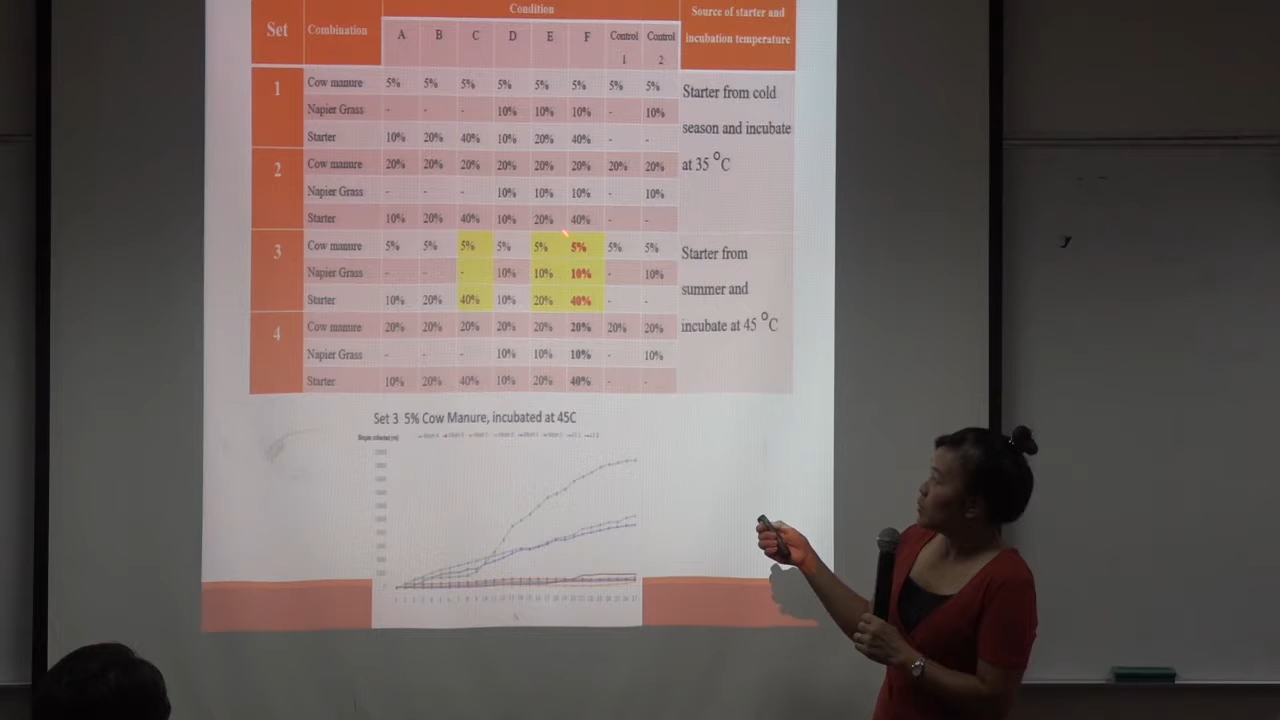 Set Combination Condition Source of starter and incubation temperature
A B C D E F Control 1 Control 2
1 Cow manure 5% 5% 5% 5% 5% 5% 5% 5% Starter from cold
Napier Grass - - - 10% 10% 10% - 10% season and incubate
Starter 10% 20% 40% 10% 20% 40% - - at 35 °C
2 Cow manure 20% 20% 20% 20% 20% 20% 20% 20%
Napier Grass - - - 10% 10% 10% - 10%
Starter 10% 20% 40% 10% 20% 40% - -
3 Cow manure 5% 5% 5% 5% 5% 5% 5% 5% Starter from
Napier Grass - - - 10% 10% 10% - 10% summer and
Starter 10% 20% 40% 10% 20% 40% - - incubate at 45 °C
4 Cow manure 20% 20% 20% 20% 20% 20% 20% 20%
Napier Grass - - - 10% 10% 10% - 10%
Starter 10% 20% 40% 10% 20% 40% - -
Set 3 5% Cow Manure, incubated at 45C